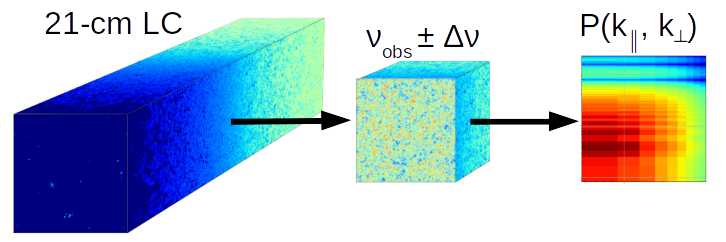 21-cm LC
ν_obs ± Δν
P(k_∥, k_⊥)